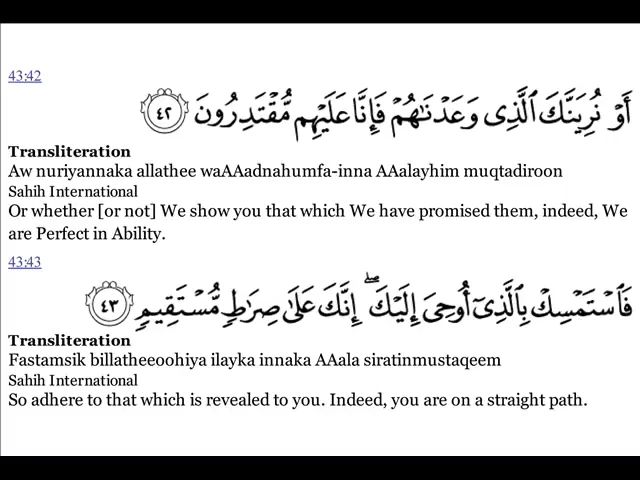 43:42
أَوْ نُرِيَنَّكَ ٱلَّذِى وَعَدْنَـٰهُمْ فَإِنَّا عَلَيْهِم مُّقْتَدِرُونَ ٤٢
Transliteration
Aw nuriyannaka allathee waAAadnahumfa-inna AAalayhim muqtadiroon
Sahih International
Or whether [or not] We show you that which We have promised them, indeed, We
are Perfect in Ability.
43:43
فَٱسْتَمْسِكْ بِٱلَّذِىٓ أُوحِىَ إِلَيْكَ ۖ إِنَّكَ عَلَىٰ صِرَٰطٍ مُّسْتَقِيمٍ ٤٣
Transliteration
Fastamsik billatheeoohiya ilayka innaka AAala siratinmustaqeem
Sahih International
So adhere to that which is revealed to you. Indeed, you are on a straight path.